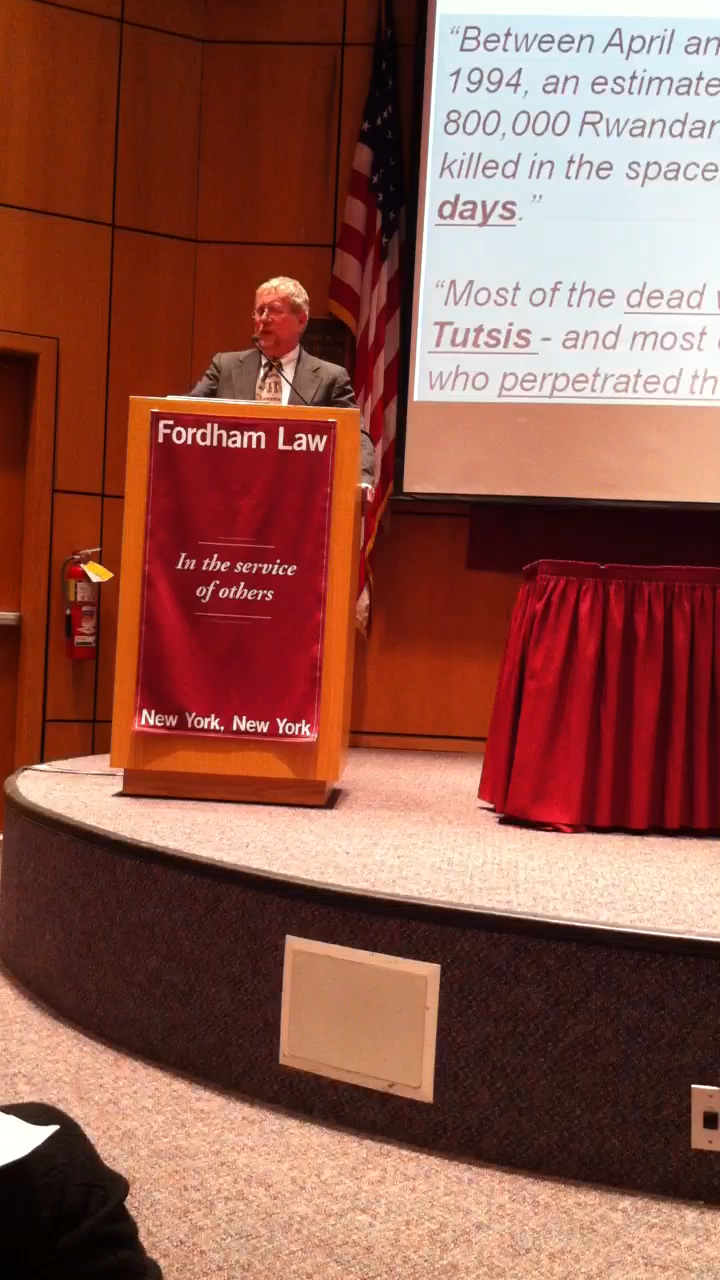 “Between April an
1994, an estimate
800,000 Rwandan
killed in the space
days.”
“Most of the dead
Tutsis - and most
who perpetrated th
Fordham Law
In the service
of others
New York, New York